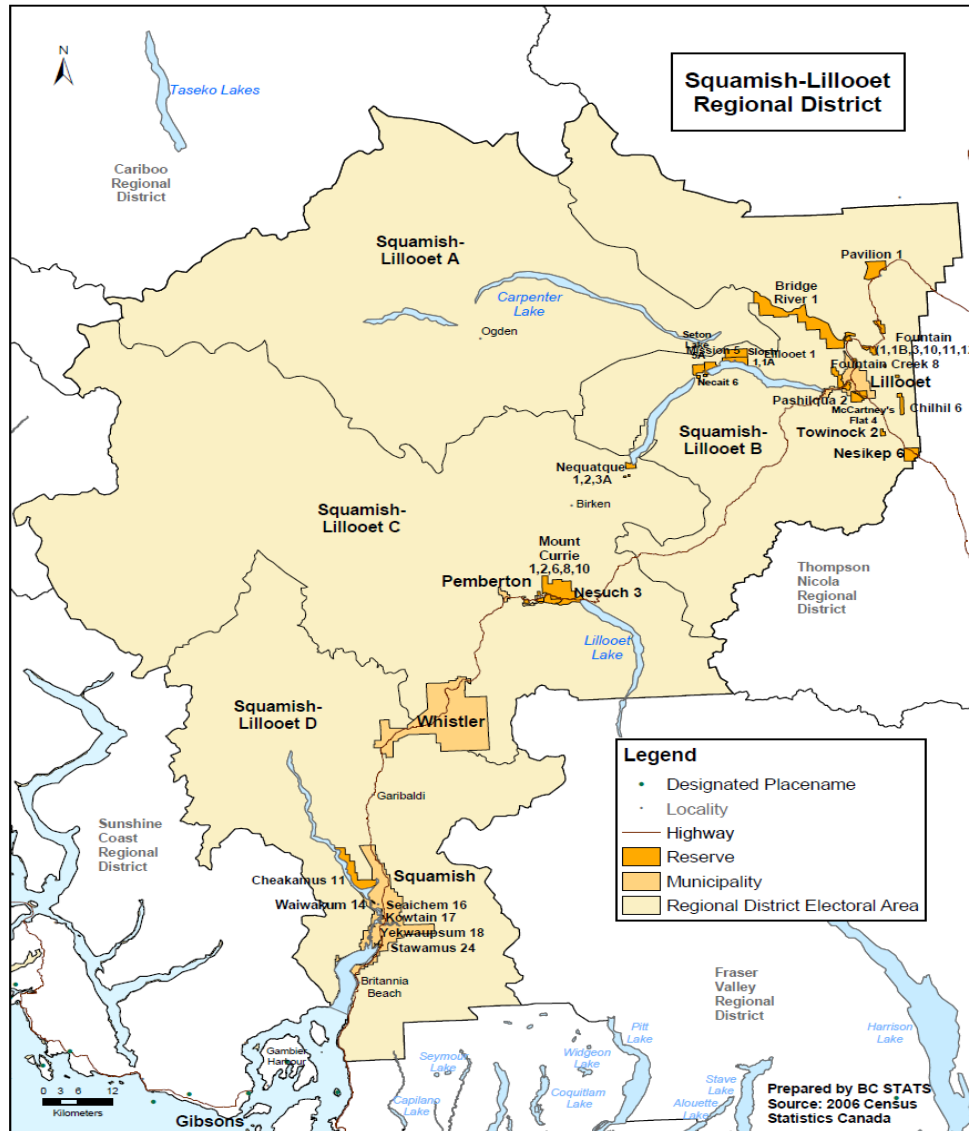 N
Taseko Lakes
Squamish-Lillooet
Regional District
Cariboo
Regional
District
Squamish-
Lillooet A
Pavilion 1
Bridge
River 1
Carpenter
Lake
Ogden
Seton
Lake
5A
Mission 5
Slosh
1,1A
Lillooet 1
Fountain
Fountain Creek 8
Necait 6
Lillooet
Pashilqua 2
McCartney's
Flat 4
Chilhil 6
Squamish-
Lillooet B
Towinock 2
Nesikep 6
Nequatque
1,2,3A
Birken
Squamish-
Lillooet C
Mount
Currie
1,2,6,8,10
Pemberton
Nesuch 3
Thompson
Nicola
Regional
District
Lillooet
Lake
Squamish-
Lillooet D
Whistler
Legend
Designated Placename
Locality
Highway
Reserve
Municipality
Regional District Electoral Area
Garibaldi
Sunshine
Coast
Regional
District
Cheakamus 11
Squamish
Waiwakum 14
Seaichem 16
Kowtain 17
Yekwaupsum 18
Stawamus 24
Britannia
Beach
Fraser
Valley
Regional
District
Gambier
Harbour
Seymour
Lake
Widgeon
Lake
Pitt
Lake
Harrison
Lake
Capilano
Lake
Coquitlam
Lake
Stave
Lake
Alouette
Lake
0 3 6 12
Kilometers
Gibsons
Prepared by BC STATS
Source: 2006 Census
Statistics Canada